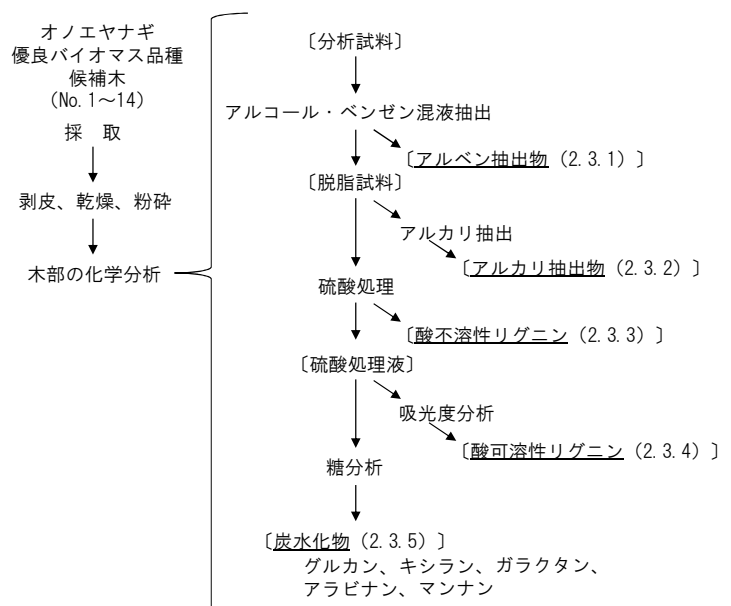 オノエヤナギ
優良バイオマス品種
候補木
（No.1～14）
採　取
剥皮、乾燥、粉砕
木部の化学分析
〔分析試料〕
アルコール・ベンゼン混液抽出
〔アルベン抽出物（2.3.1）〕
〔脱脂試料〕
アルカリ抽出
〔アルカリ抽出物（2.3.2）〕
硫酸処理
〔酸不溶性リグニン（2.3.3）〕
〔硫酸処理液〕
吸光度分析
〔酸可溶性リグニン（2.3.4）〕
糖分析
〔炭水化物（2.3.5）〕
グルカン、キシラン、ガラクタン、
アラビナン、マンナン